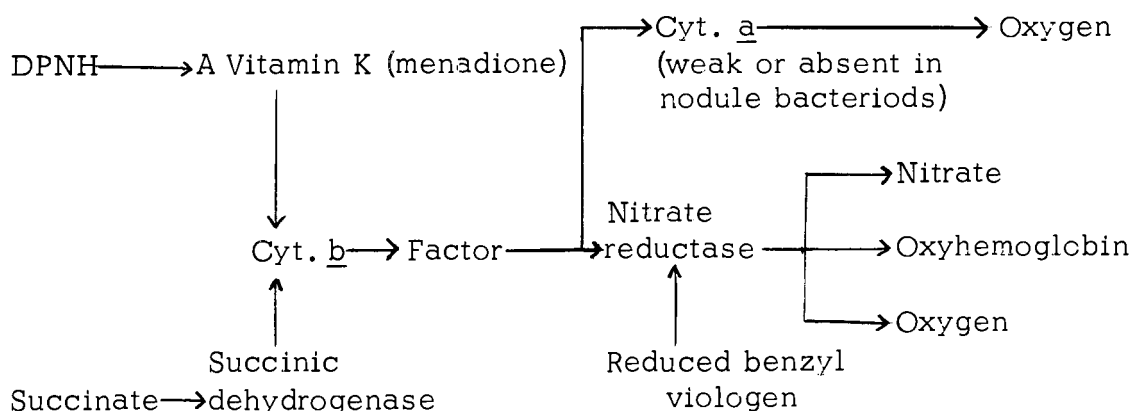 Cyt. a Oxygen
DPNH A Vitamin K (menadione) (weak or absent in
nodule bacteriods)
Nitrate
Nitrate
Cyt. b Factor reductase Oxyhemoglobin
Oxygen
Succinic Reduced benzyl
Succinate dehydrogenase viologen